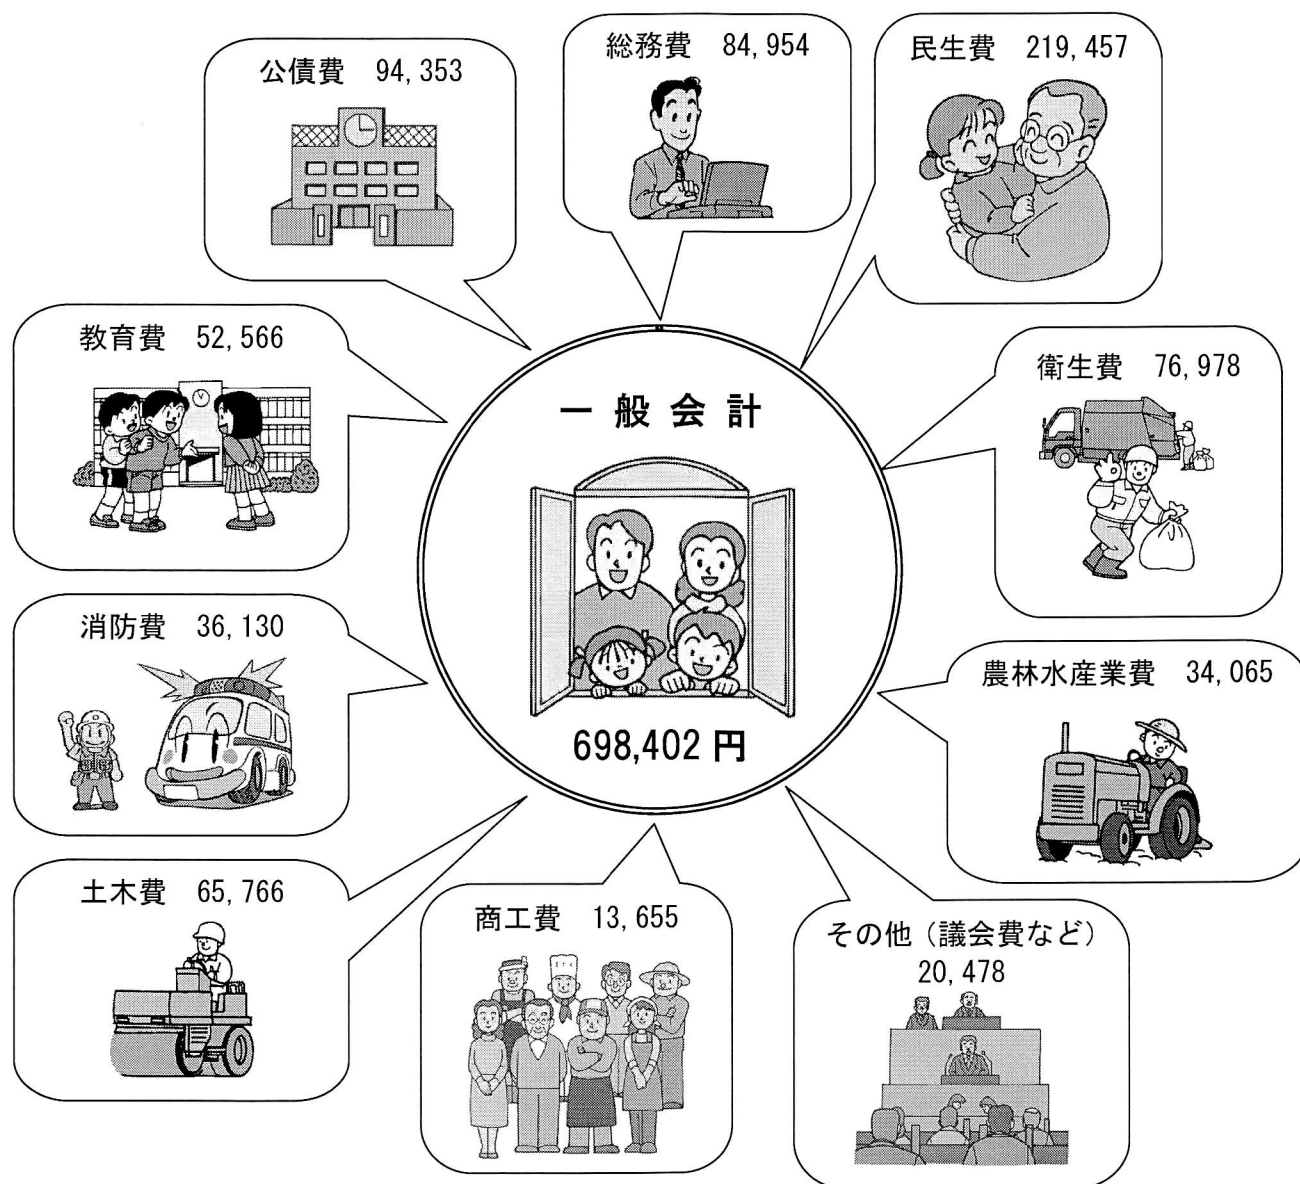 総務費 84,954
民生費 219,457
公債費 94,353
教育費 52,566
衛生費 76,978
一般会計
消防費 36,130
農林水産業費 34,065
698,402 円
土木費 65,766
商工費 13,655
その他（議会費など）
20,478